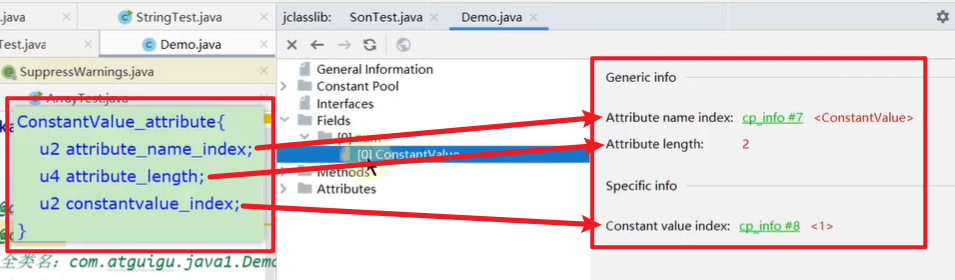 .java
StringTest.java
Test.java
Demo.java
SuppressWarnings.java
ArrayTest.java
ConstantValue_attribute{
u2 attribute_name_index;
u4 attribute_length;
u2 constantvalue_index;
}
全类名：com.atguigu.java1.Demo
jclasslib:
SonTest.java
Demo.java
General Information
Constant Pool
Interfaces
Fields
[0] num
[0] ConstantValue
Methods
Attributes
Generic info
Attribute name index: cp_info #7 <ConstantValue>
Attribute length: 2
Specific info
Constant value index: cp_info #8 <1>